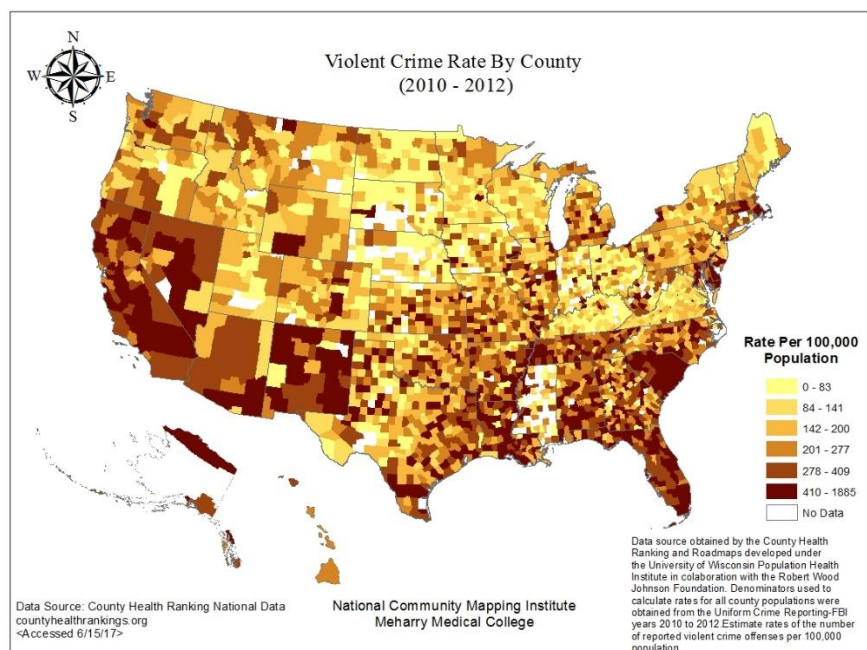 N
W E
S
Violent Crime Rate By County
(2010 - 2012)
Rate Per 100,000
Population
0 - 83
84 - 141
142 - 200
201 - 277
278 - 409
410 - 1885
No Data
Data source obtained by the County Health
Ranking and Roadmaps developed under
the University of Wisconsin Population Health
Institute in colaboration with the Robert Wood
Johnson Foundation. Denominators used to
calculate rates for all county populations were
obtained from the Uniform Crime Reporting-FBI
years 2010 to 2012.Estimate rates of the number
of reported violent crime offenses per 100,000
population
Data Source: County Health Ranking National Data
countyhealthrankings.org
<Accessed 6/15/17>
National Community Mapping Institute
Meharry Medical College